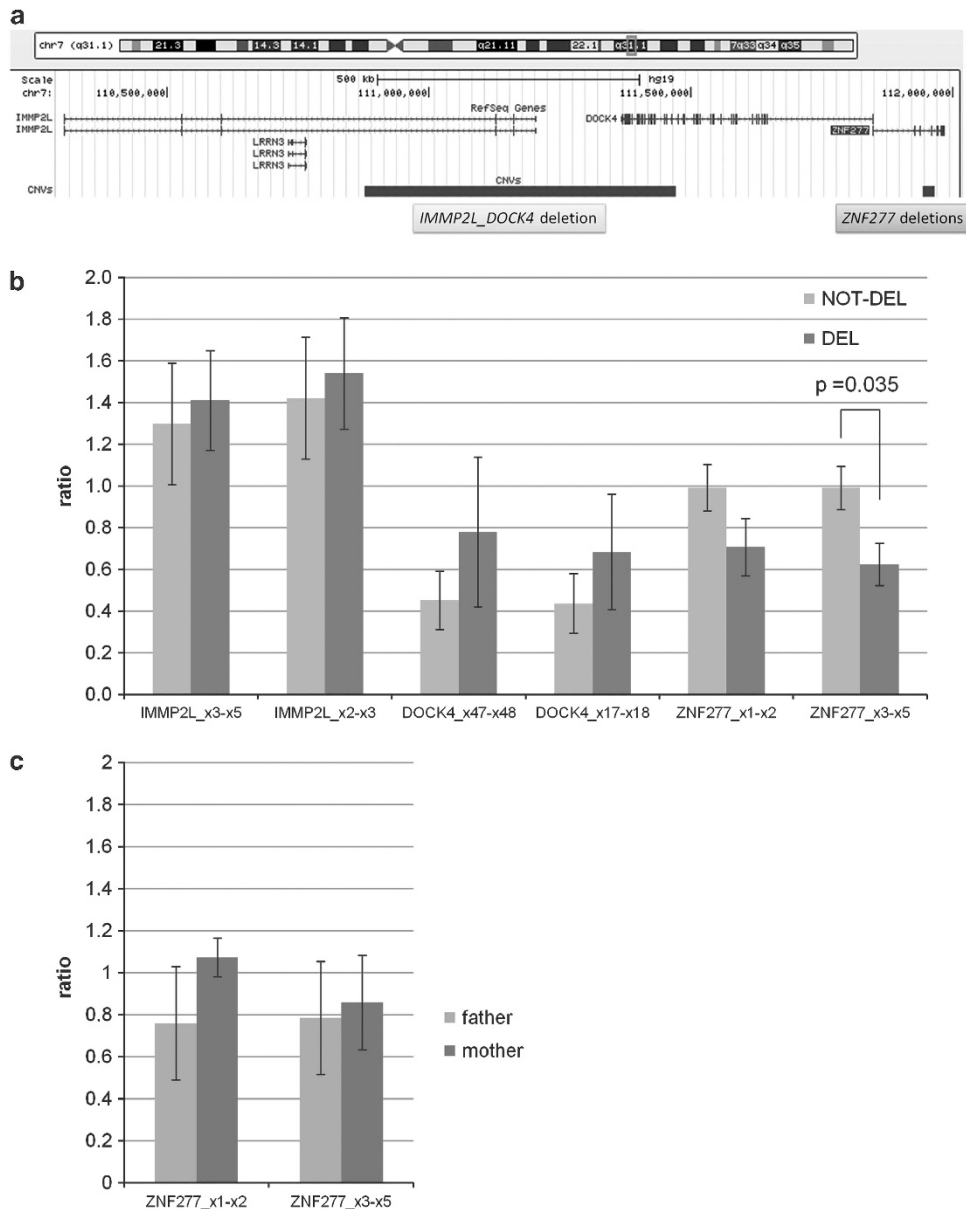 a
chr7 (q31.1) 21.3 14.3 14.1 q21.11 22.1 q31.1 7q33 q34 q35
Scale 500 kb hg19
chr7: 110,500,000 111,000,000 111,500,000 112,000,000
RefSeq Genes
IMMP2L DOCK4
IMMP2L ZNF277
LRRN3
LRRN3
LRRN3
CNVs
CNVs
IMMP2L_DOCK4 deletion ZNF277 deletions
b
2.0
1.8
1.6
1.4
1.2
1.0
0.8
0.6
0.4
0.2
0.0
ratio
NOT-DEL
DEL
p =0.035
IMMP2L_x3-x5 IMMP2L_x2-x3 DOCK4_x47-x48 DOCK4_x17-x18 ZNF277_x1-x2 ZNF277_x3-x5
c
2
1.8
1.6
1.4
1.2
1
0.8
0.6
0.4
0.2
0
ratio
father
mother
ZNF277_x1-x2 ZNF277_x3-x5